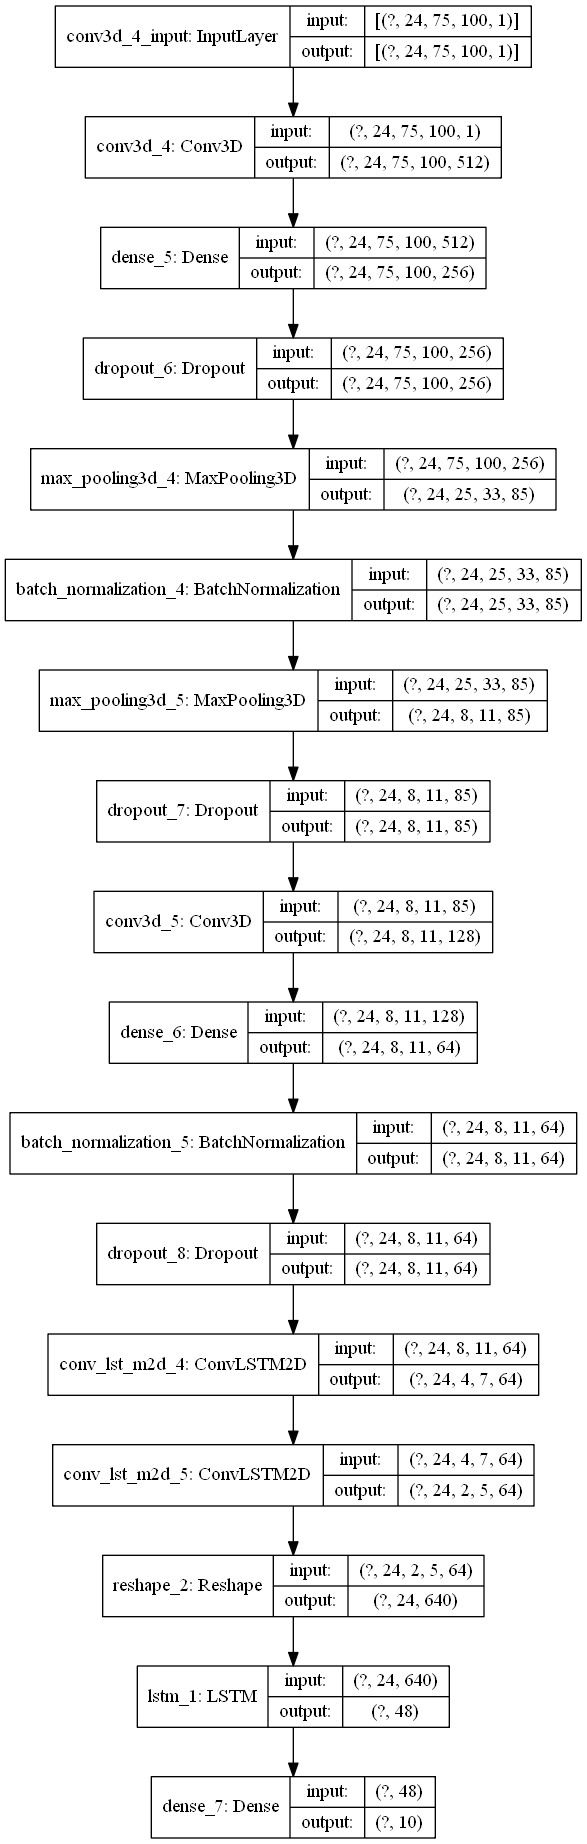 conv3d_4_input: InputLayer
input: [(?, 24, 75, 100, 1)]
output: [(?, 24, 75, 100, 1)]
conv3d_4: Conv3D
input: (?, 24, 75, 100, 1)
output: (?, 24, 75, 100, 512)
dense_5: Dense
input: (?, 24, 75, 100, 512)
output: (?, 24, 75, 100, 256)
dropout_6: Dropout
input: (?, 24, 75, 100, 256)
output: (?, 24, 75, 100, 256)
max_pooling3d_4: MaxPooling3D
input: (?, 24, 75, 100, 256)
output: (?, 24, 25, 33, 85)
batch_normalization_4: BatchNormalization
input: (?, 24, 25, 33, 85)
output: (?, 24, 25, 33, 85)
max_pooling3d_5: MaxPooling3D
input: (?, 24, 25, 33, 85)
output: (?, 24, 8, 11, 85)
dropout_7: Dropout
input: (?, 24, 8, 11, 85)
output: (?, 24, 8, 11, 85)
conv3d_5: Conv3D
input: (?, 24, 8, 11, 85)
output: (?, 24, 8, 11, 128)
dense_6: Dense
input: (?, 24, 8, 11, 128)
output: (?, 24, 8, 11, 64)
batch_normalization_5: BatchNormalization
input: (?, 24, 8, 11, 64)
output: (?, 24, 8, 11, 64)
dropout_8: Dropout
input: (?, 24, 8, 11, 64)
output: (?, 24, 8, 11, 64)
conv_lst_m2d_4: ConvLSTM2D
input: (?, 24, 8, 11, 64)
output: (?, 24, 4, 7, 64)
conv_lst_m2d_5: ConvLSTM2D
input: (?, 24, 4, 7, 64)
output: (?, 24, 2, 5, 64)
reshape_2: Reshape
input: (?, 24, 2, 5, 64)
output: (?, 24, 640)
lstm_1: LSTM
input: (?, 24, 640)
output: (?, 48)
dense_7: Dense
input: (?, 48)
output: (?, 10)